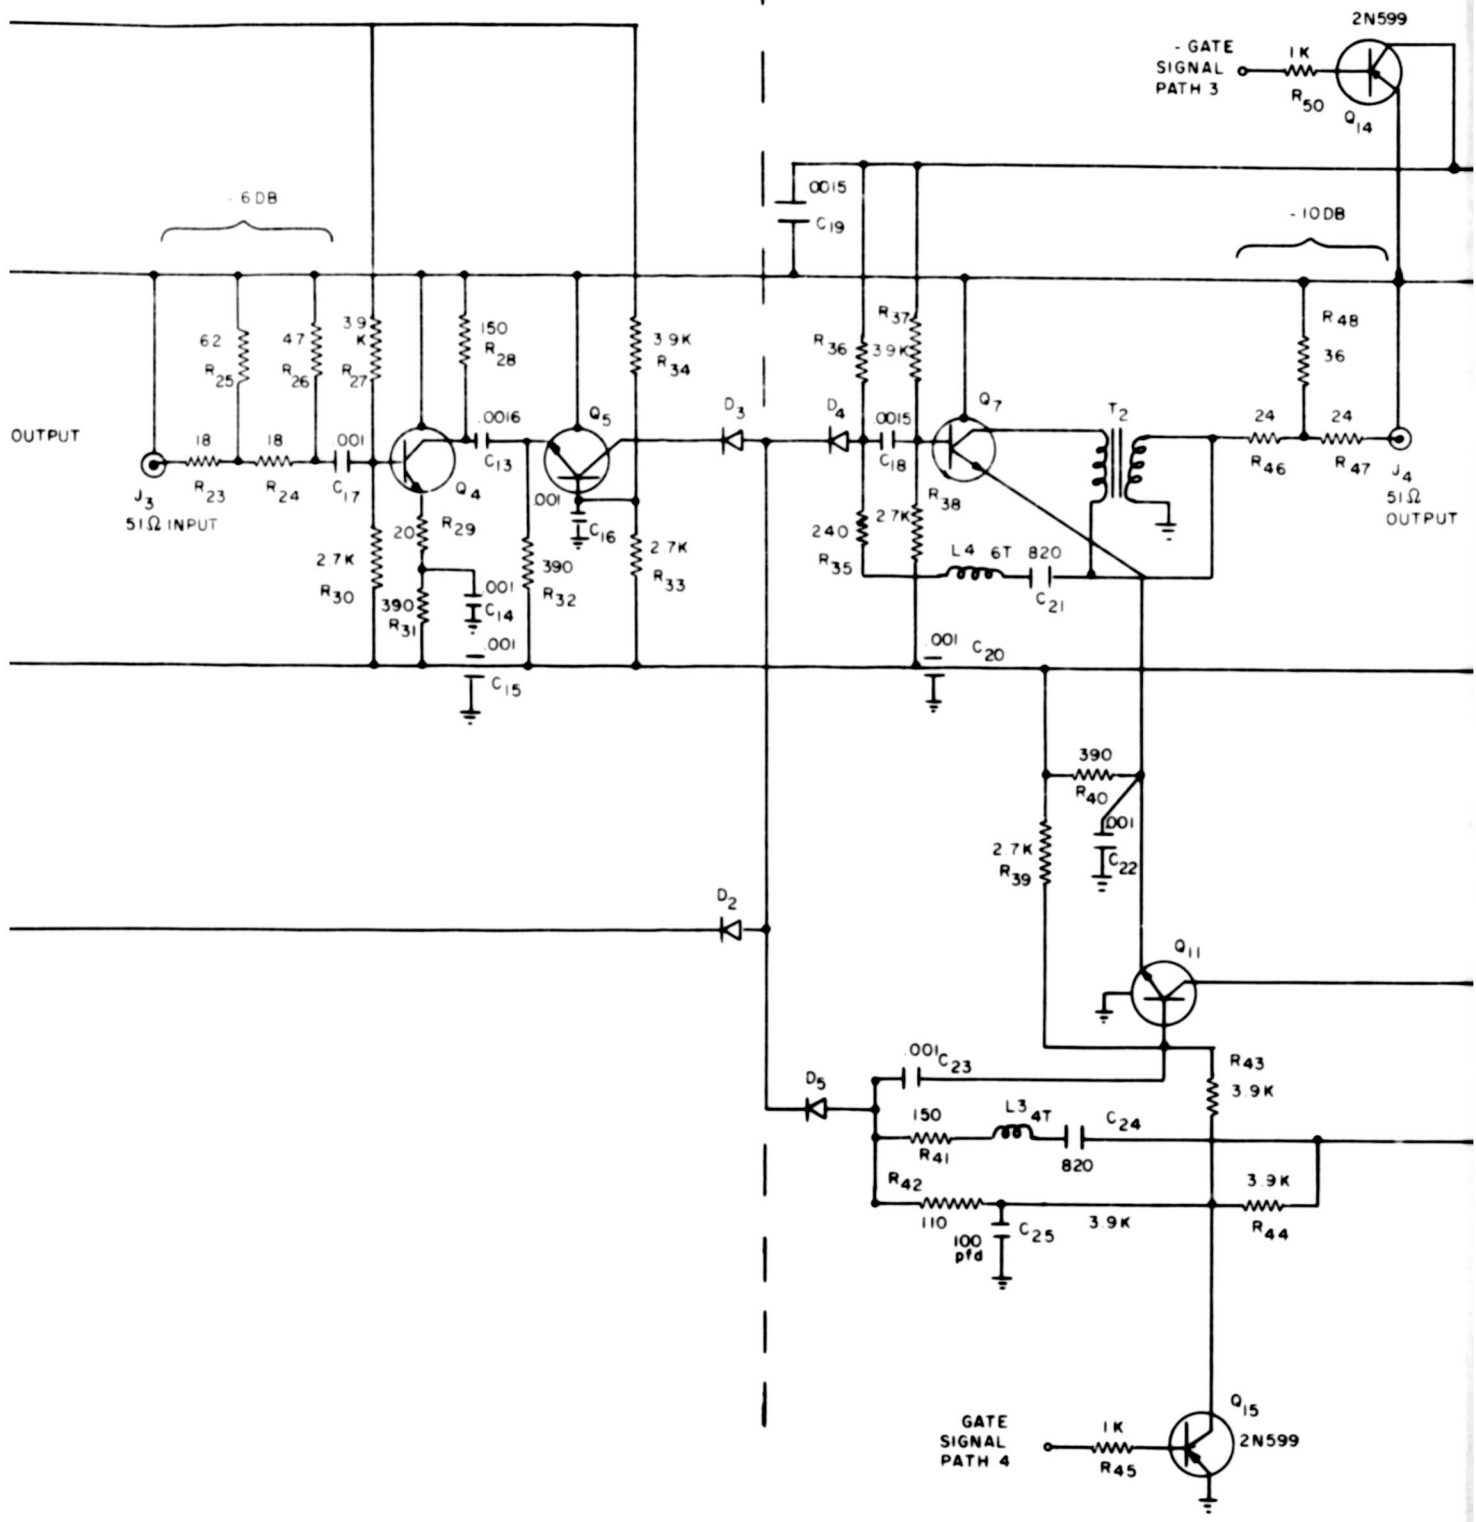 2N599
- GATE
SIGNAL
PATH 3
1K
R50
Q14
- 6DB
.0015
C19
- 10DB
62
R25
47
R26
39
K
R27
150
R28
3.9K
R34
R36
R37
3.9K
R48
36
OUTPUT
J3
51Ω INPUT
18
R23
18
R24
.001
C17
Q4
.0016
C13
Q5
.001
C16
D3
D4
.0015
C18
Q7
R38
T2
24
R46
24
R47
J4
51Ω
OUTPUT
2.7K
R30
20
R29
390
R31
.001
C14
.001
C15
390
R32
2.7K
R33
240
R35
2.7K
L4 6T
820
C21
.001
C20
390
R40
.001
C22
2.7K
R39
D2
Q11
.001
C23
D5
R43
3.9K
150
R41
L3 4T
C24
820
R42
110
100
pfd
C25
3.9K
3.9K
R44
GATE
SIGNAL
PATH 4
1K
R45
Q15
2N599